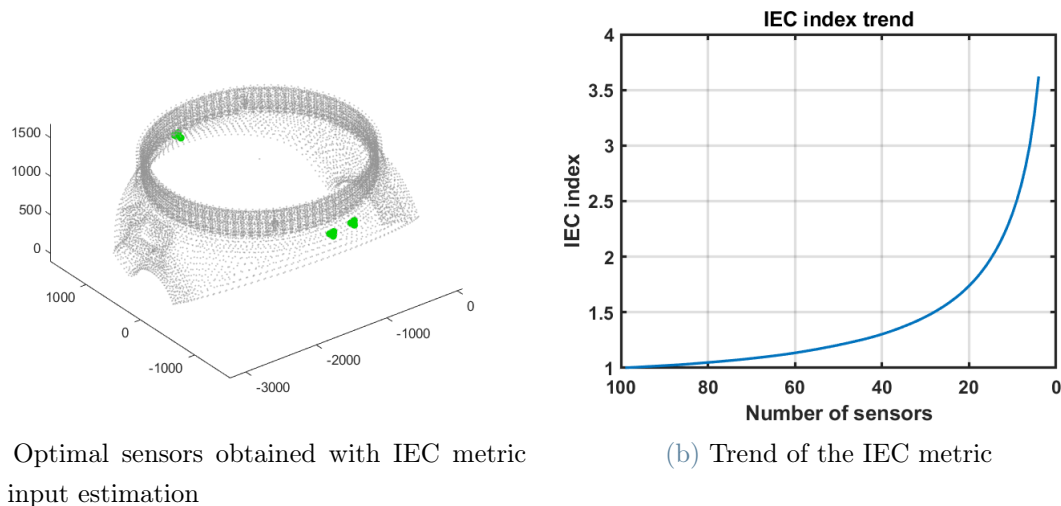 IEC index trend
4
3.5
3
2.5
2
1.5
1
IEC index
100 80 60 40 20 0
Number of sensors
1500
1000
500
0
1000
0
-1000
0
-1000
-2000
-3000
Optimal sensors obtained with IEC metric
input estimation
(b) Trend of the IEC metric